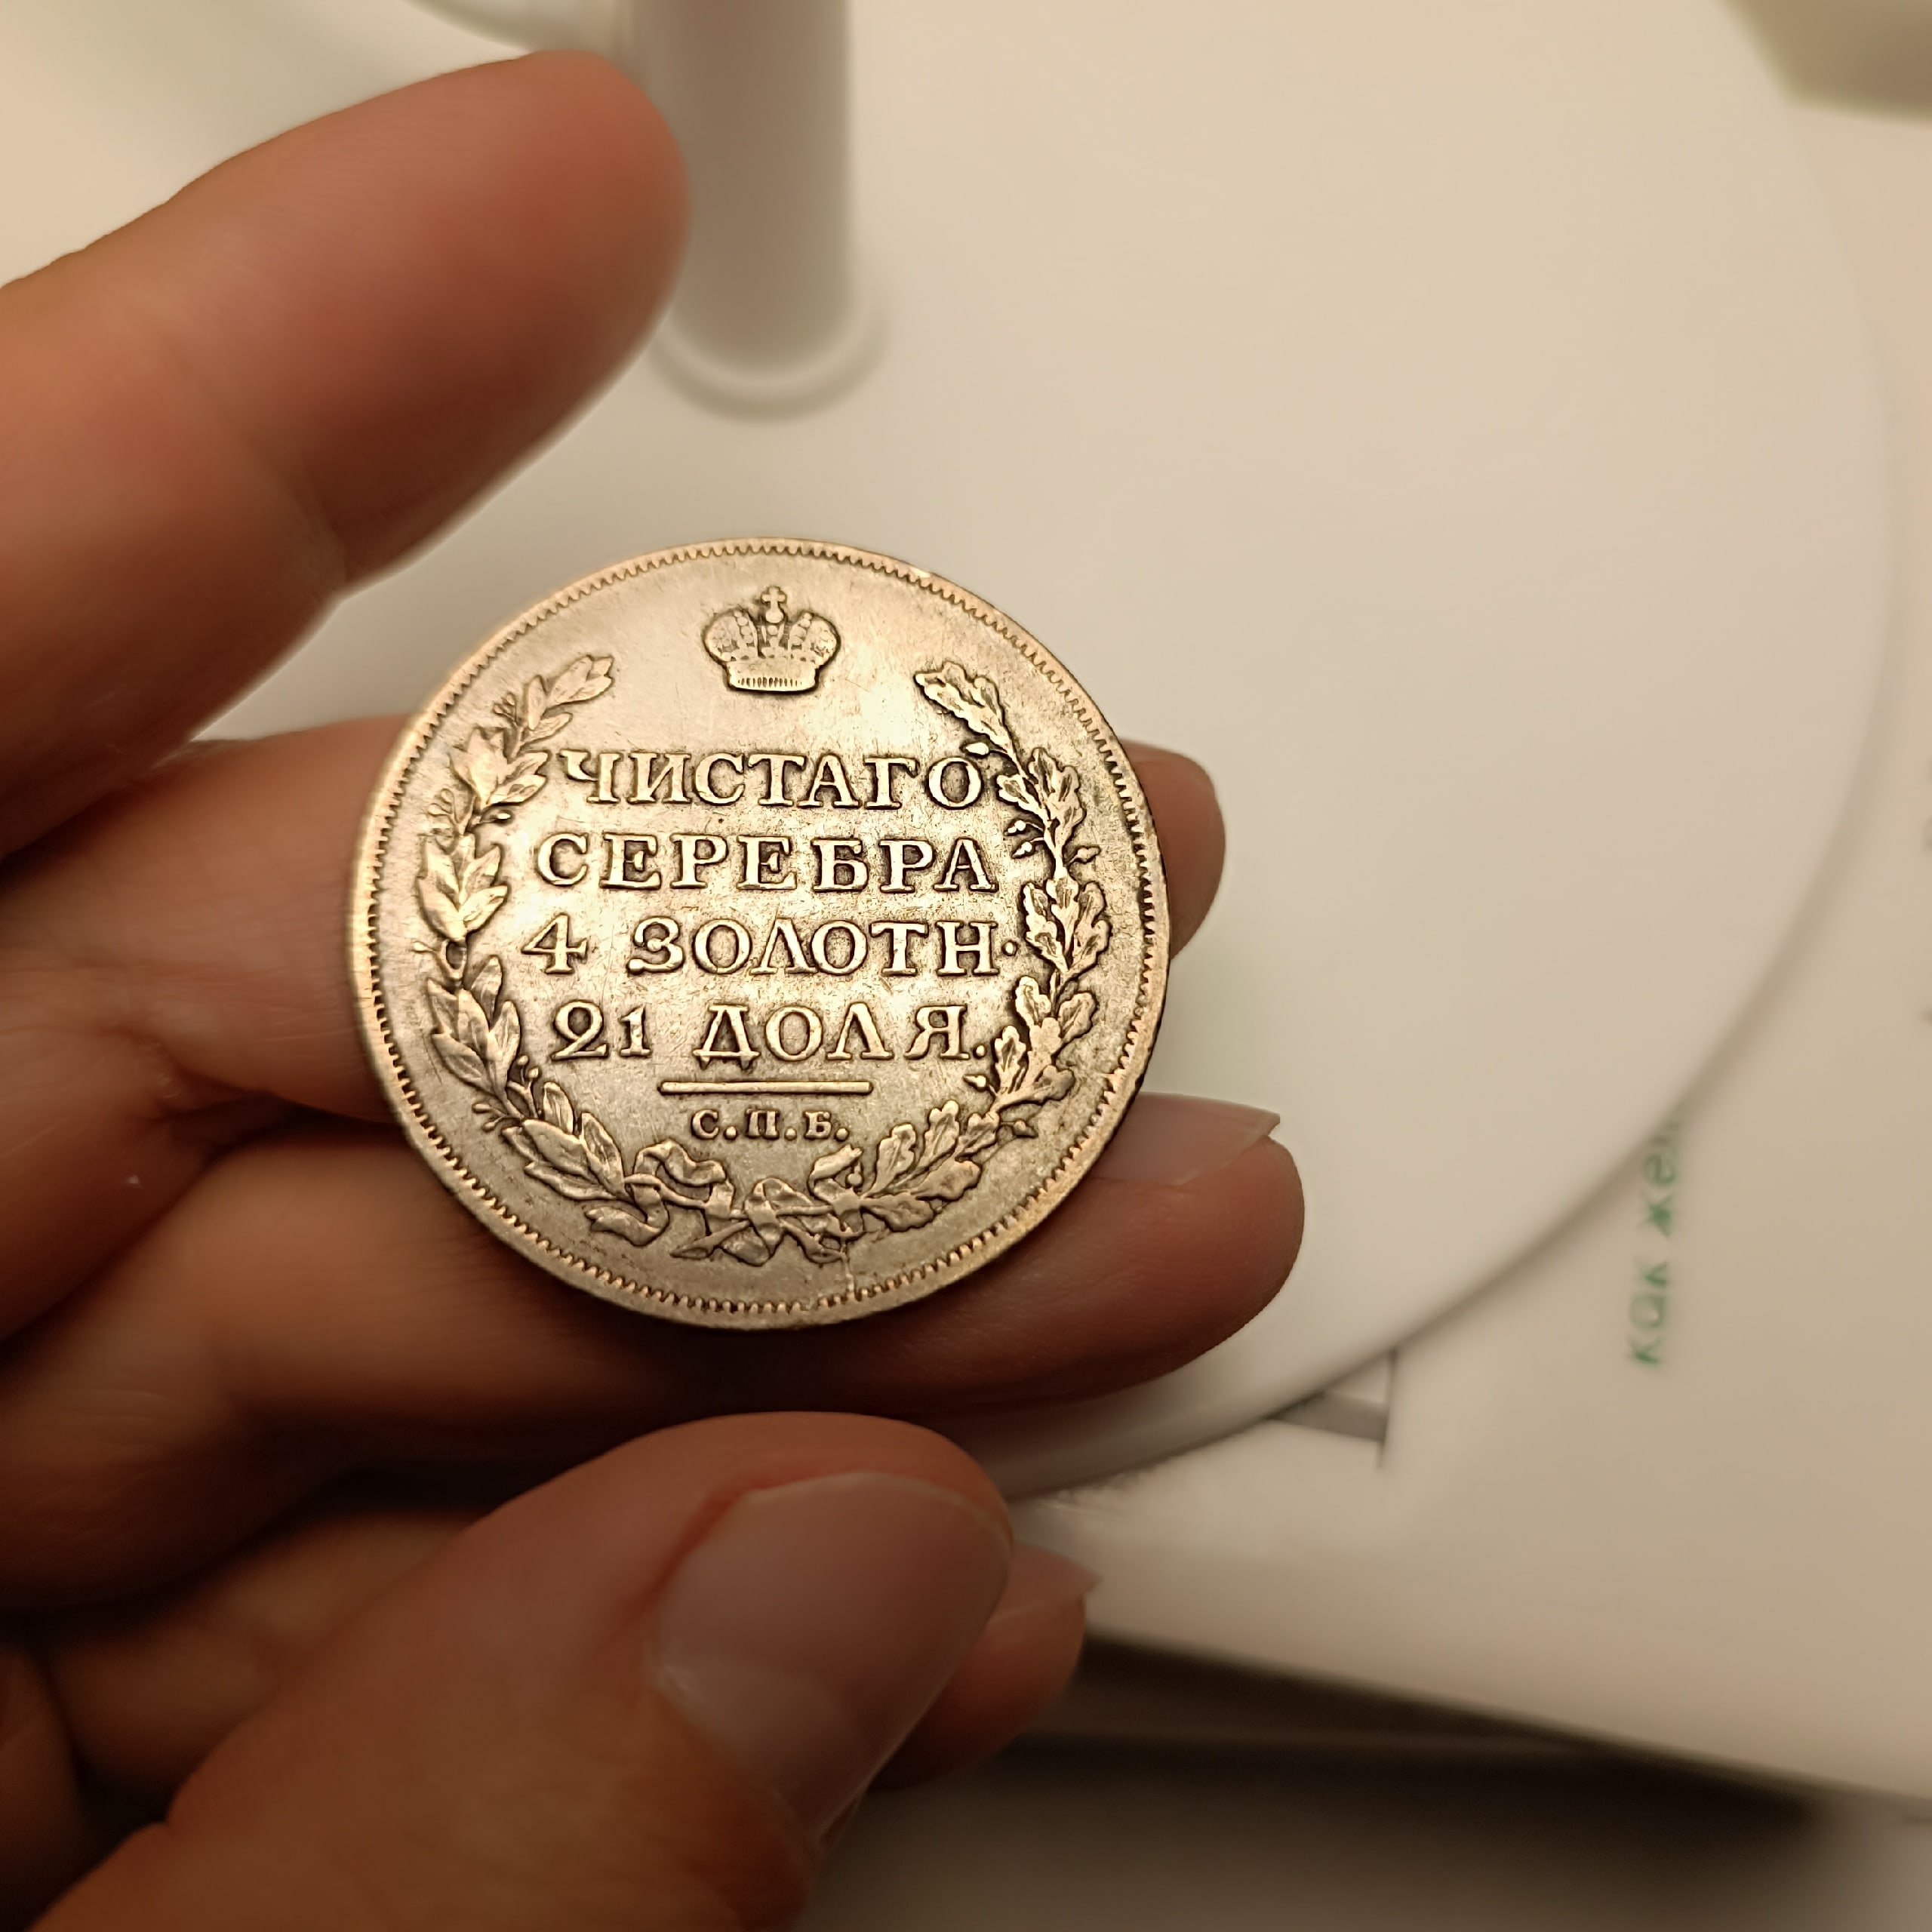 ЧИСТАГО
СЕРЕБРА
4 ЗОЛОТН.
21 ДОЛЯ.
С.П.Б.
как